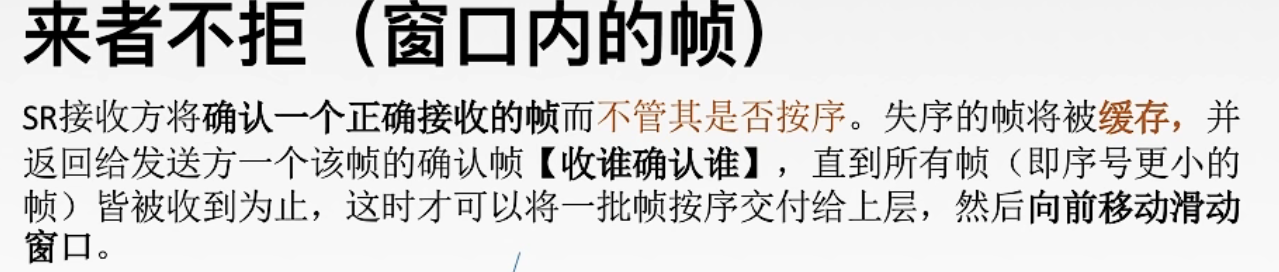 来者不拒（窗口内的帧）
SR接收方将确认一个正确接收的帧而不管其是否按序。失序的帧将被缓存，并
返回给发送方一个该帧的确认帧【收谁确认谁】，直到所有帧（即序号更小的
帧）皆被收到为止，这时才可以将一批帧按序交付给上层，然后向前移动滑动
窗口。